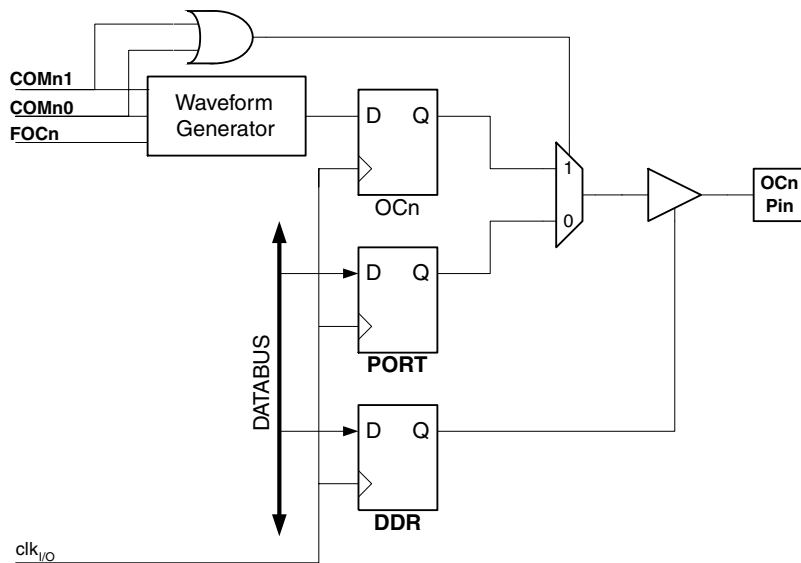 COMn1
COMn0
FOCn
Waveform
Generator
D Q
OCn
1
0
OCn
Pin
D Q
PORT
DATABUS
D Q
DDR
clkI/O